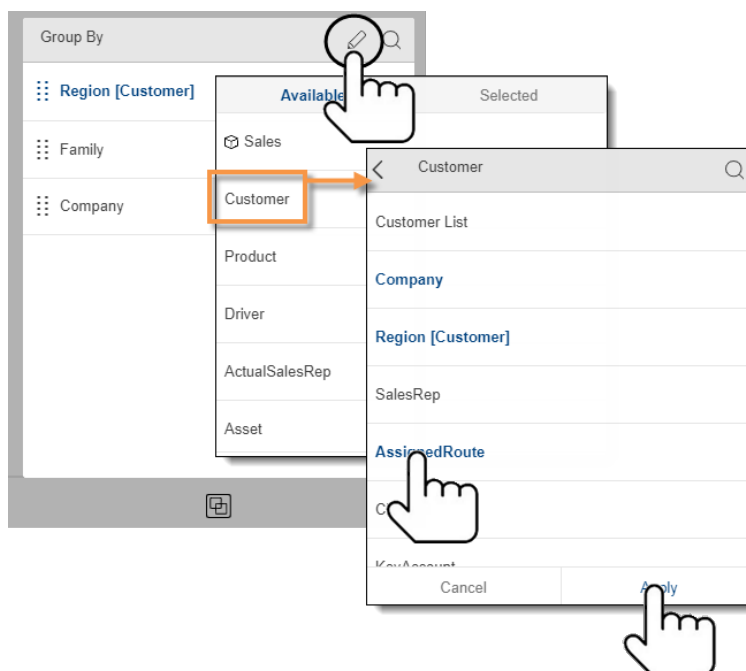 Group By
Region [Customer]
Family
Company
Available
Selected
Sales
Customer
Product
Driver
ActualSalesRep
Asset
Customer
Customer List
Company
Region [Customer]
SalesRep
AssignedRoute
KeyAccount
Cancel
Apply